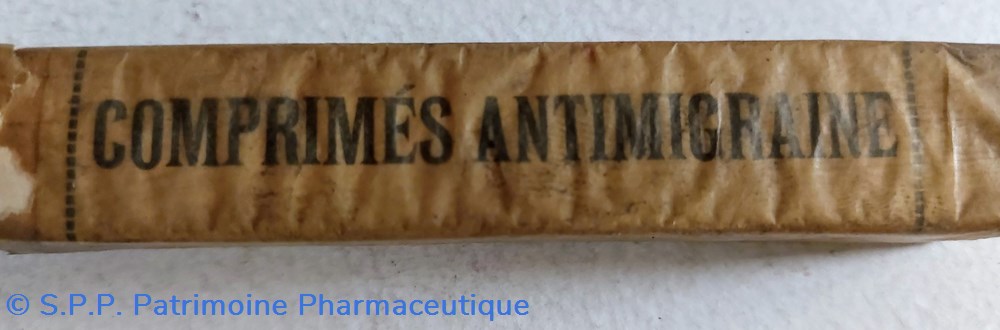 COMPRIMÉS ANTIMIGRAINE
© S.P.P. Patrimoine Pharmaceutique